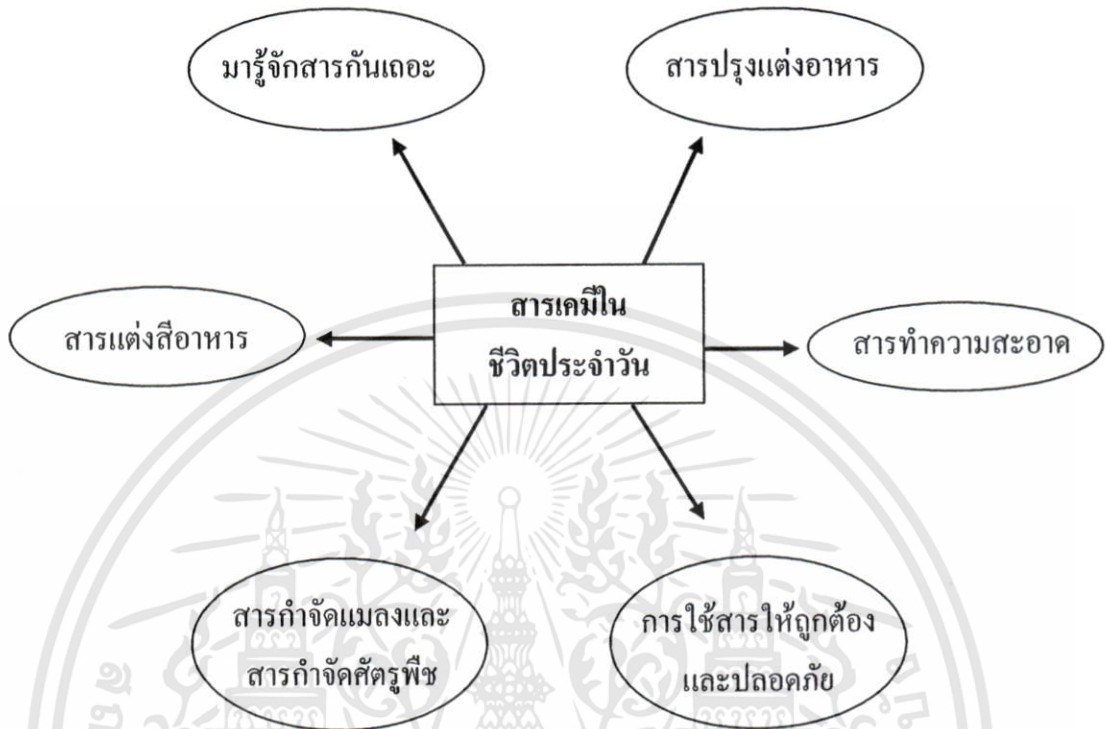 มารู้จักสารกันเถอะ
สารปรุงแต่งอาหาร
สารเคมีใน
ชีวิตประจำวัน
สารแต่งสีอาหาร
สารทำความสะอาด
สารกำจัดแมลงและ
สารกำจัดศัตรูพืช
การใช้สารให้ถูกต้อง
และปลอดภัย